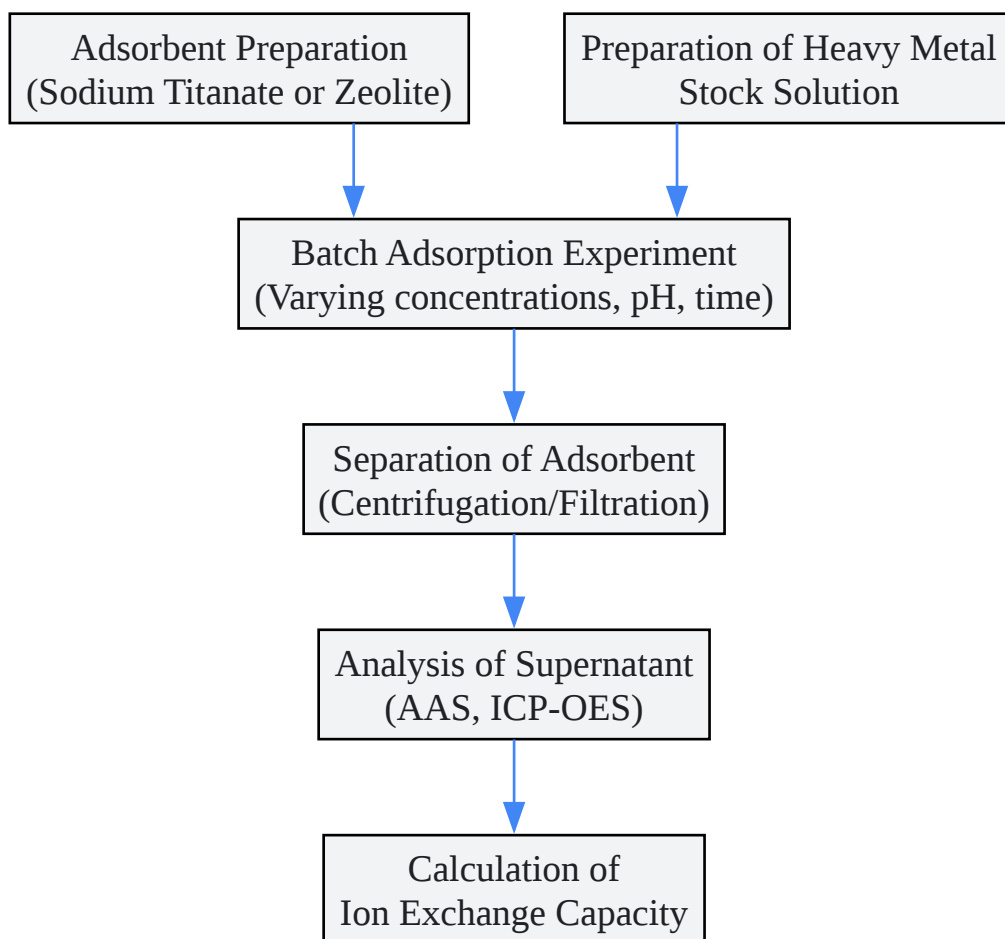 Adsorbent Preparation
(Sodium Titanate or Zeolite)
Preparation of Heavy Metal
Stock Solution
Batch Adsorption Experiment
(Varying concentrations, pH, time)
Separation of Adsorbent
(Centrifugation/Filtration)
Analysis of Supernatant
(AAS, ICP-OES)
Calculation of
Ion Exchange Capacity